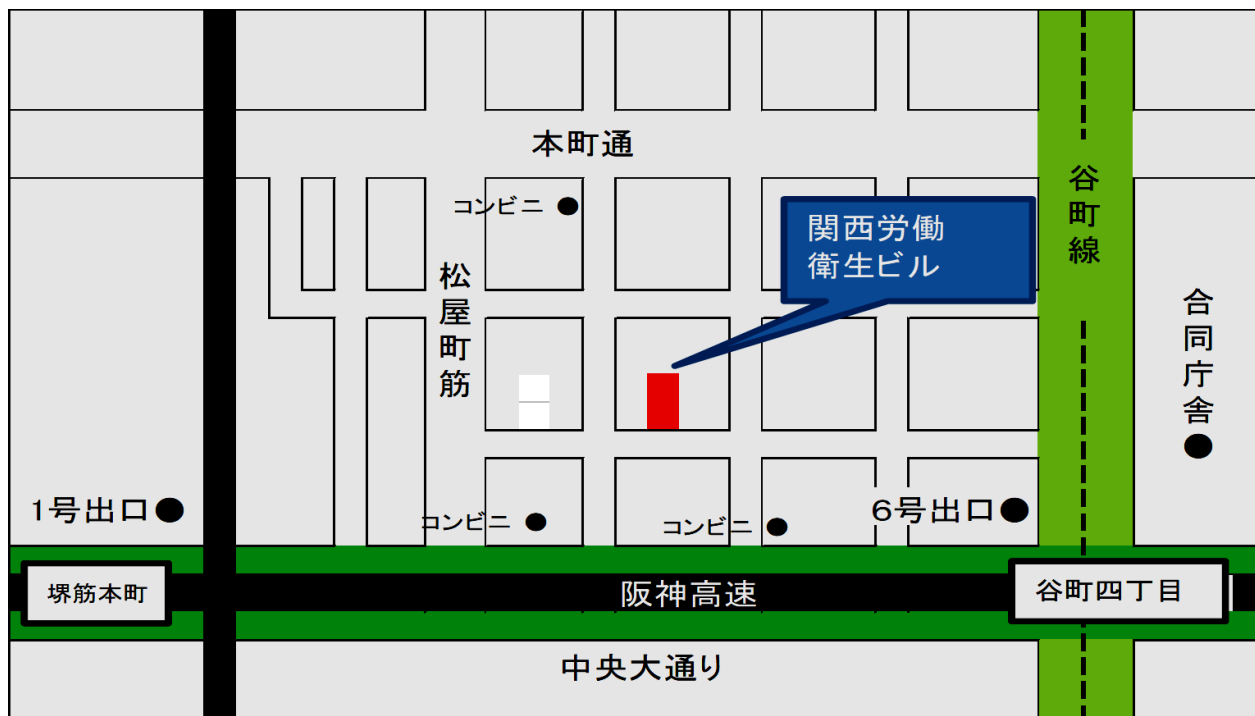 本町通
谷町線
コンビニ
関西労働
衛生ビル
松屋町筋
合同庁舎
1号出口
コンビニ
コンビニ
6号出口
堺筋本町
阪神高速
谷町四丁目
中央大通り